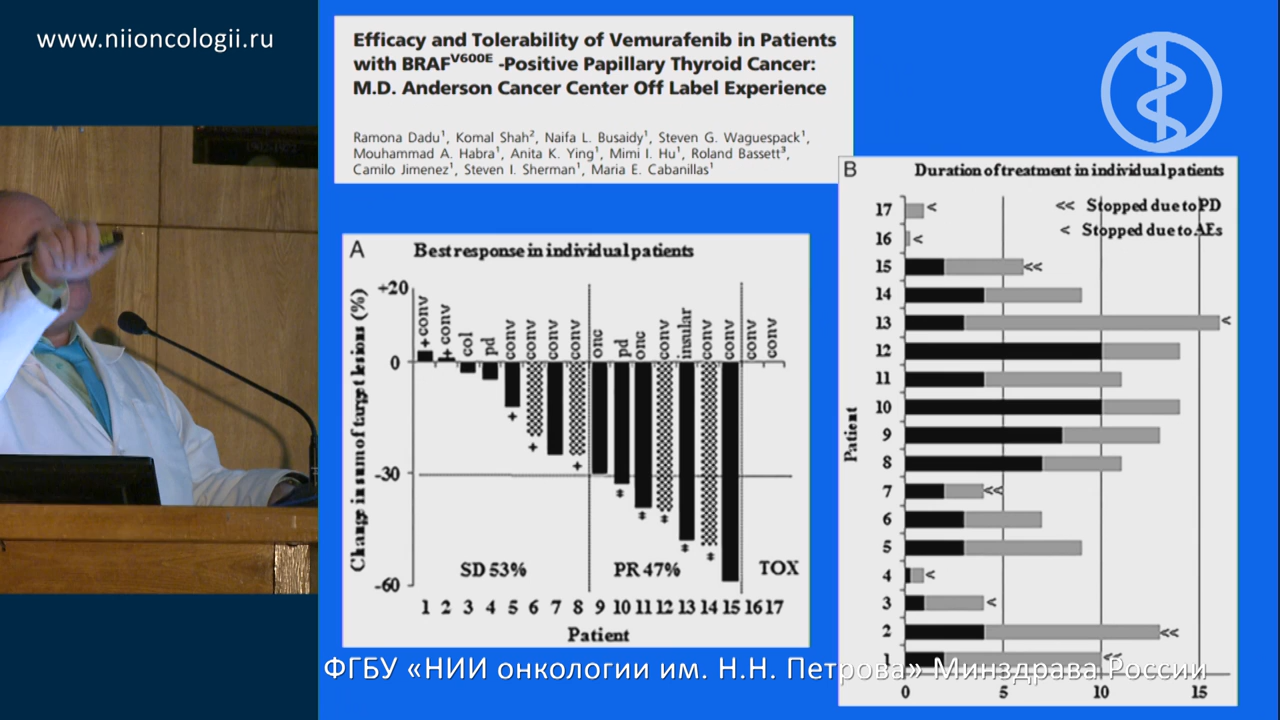 www.niioncologii.ru
Efficacy and Tolerability of Vemurafenib in Patients
with BRAFV600E -Positive Papillary Thyroid Cancer:
M.D. Anderson Cancer Center Off Label Experience
Ramona Dadu¹, Komal Shah², Naifa L. Busaidy¹, Steven G. Waguespack¹,
Mouhammad A. Habra¹, Anita K. Ying¹, Mimi I. Hu¹, Roland Bassett³,
Camilo Jimenez¹, Steven I. Sherman¹, Maria E. Cabanillas¹
A
Best response in individual patients
Change in sum of target lesions (%)
+20
0
-30
-60
+ conv
+ conv
col
pd
conv
conv
conv
conv
onc
pd
onc
conv
insular
conv
conv
conv
conv
SD 53%
PR 47%
TOX
1 2 3 4 5 6 7 8 9 10 11 12 13 14 15 16 17
Patient
B
Duration of treatment in individual patients
<< Stopped due to PD
< Stopped due to AEs
Patient
17 <
16 <
15 <<
14
13 <
12
11
10
9
8
7 <<
6
5
4 <
3 <
2 <<
1 <<
0 5 10 15
ФГБУ «НИИ онкологии им. Н.Н. Петрова» Минздрава России